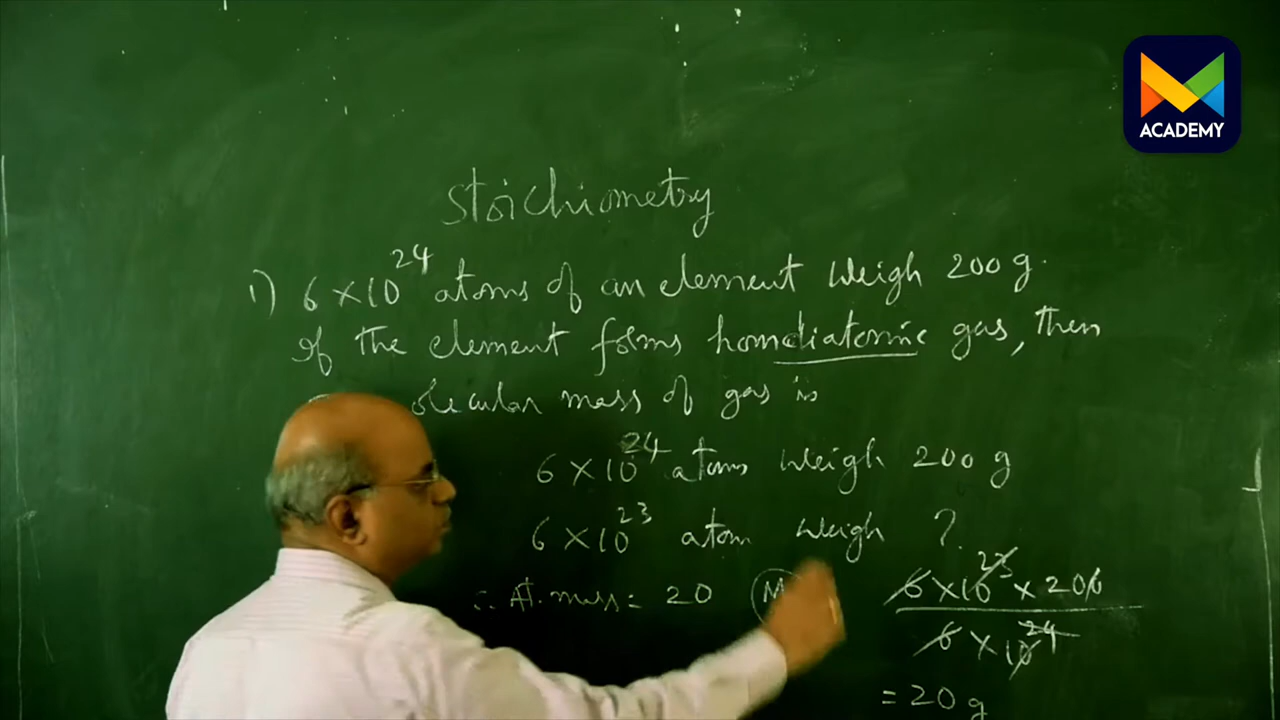 ACADEMY
Stoichiometry
1) 6 × 10²⁴ atoms of an element weigh 200 g.
If the element forms homodiatomic gas, then
olecular mass of gas is
6 × 10²⁴ atoms weigh 200 g
6 × 10²³ atom weigh ?
∴ At. mass = 20 M
6 × 10²³ × 200
6 × 10²⁴
= 20 g